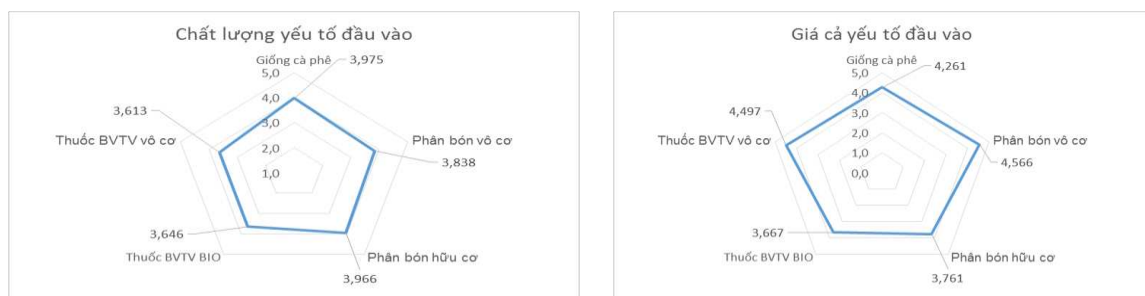 Chất lượng yếu tố đầu vào
Giống cà phê
3,975
5,0
4,0
3,0
2,0
1,0
3,613
Thuốc BVTV vô cơ
Phân bón vô cơ
3,838
3,646
Thuốc BVTV BIO
Phân bón hữu cơ
3,966
Giá cả yếu tố đầu vào
Giống cà phê
4,261
5,0
4,0
3,0
2,0
1,0
0,0
4,497
Thuốc BVTV vô cơ
Phân bón vô cơ
4,566
3,667
Thuốc BVTV BIO
Phân bón hữu cơ
3,761